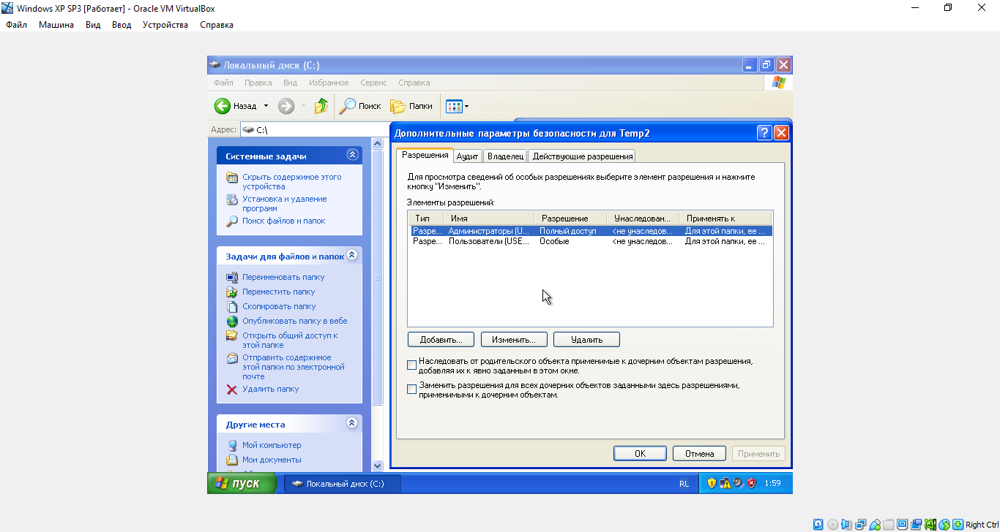 Windows XP SP3 [Работает] - Oracle VM VirtualBox
Файл Машина Вид Ввод Устройства Справка
Локальный диск (C:)
Файл Правка Вид Избранное Сервис Справка
Назад Поиск Папки
Адрес: C:\
Системные задачи
Скрыть содержимое этого
устройства
Установка и удаление
программ
Поиск файлов и папок
Задачи для файлов и папок
Переименовать папку
Переместить папку
Скопировать папку
Опубликовать папку в вебе
Открыть общий доступ к
этой папке
Отправить содержимое
этой папки по электронной
почте
Удалить папку
Другие места
Мой компьютер
Мои документы
Дополнительные параметры безопасности для Temp2
Разрешения Аудит Владелец Действующие разрешения
Для просмотра сведений об особых разрешениях выберите элемент разрешения и нажмите
кнопку "Изменить".
Элементы разрешений:
Тип Имя Разрешение Унаследован... Применять к
Разре... Администраторы (U... Полный доступ <не унаследов... Для этой папки, ее ...
Разре... Пользователи (USE... Особые <не унаследов... Для этой папки, ее ...
Добавить... Изменить... Удалить
Наследовать от родительского объекта применимые к дочерним объектам разрешения,
добавляя их к явно заданным в этом окне.
Заменить разрешения для всех дочерних объектов заданными здесь разрешениями,
применимыми к дочерним объектам.
OK Отмена Применить
пуск Локальный диск (C:) RL 1:59
Right Ctrl